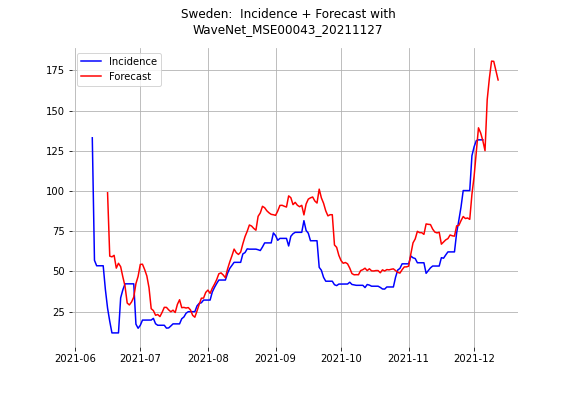 Sweden: Incidence + Forecast with
WaveNet_MSE00043_20211127
Incidence
Forecast
175
150
125
100
75
50
25
2021-06 2021-07 2021-08 2021-09 2021-10 2021-11 2021-12